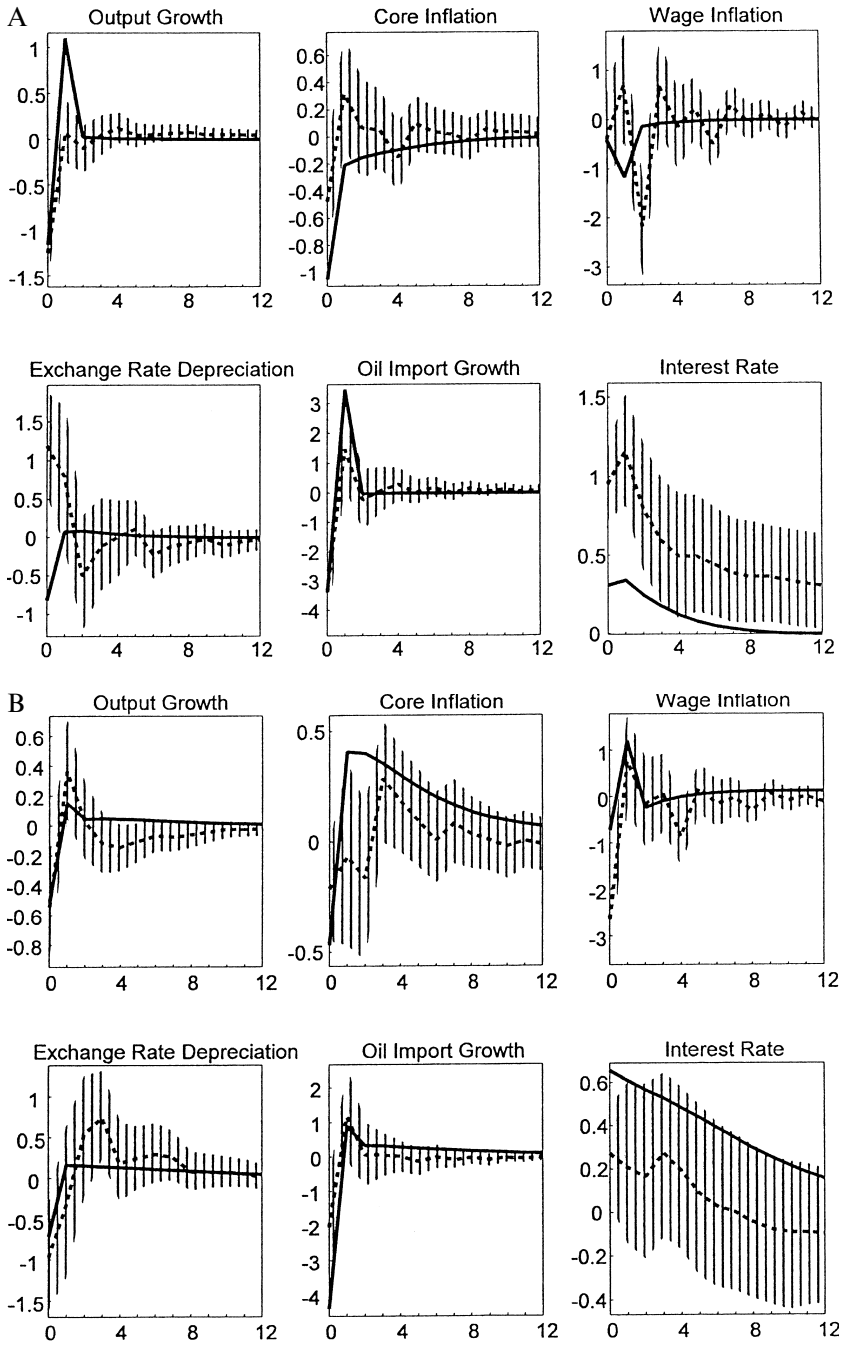 A
Output Growth
Core Inflation
Wage Inflation
1
0.5
0
-0.5
-1
-1.5
0 4 8 12
0.6
0.4
0.2
0
-0.2
-0.4
-0.6
-0.8
-1
0 4 8 12
1
0
-1
-2
-3
0 4 8 12
Exchange Rate Depreciation
Oil Import Growth
Interest Rate
1.5
1
0.5
0
-0.5
-1
0 4 8 12
3
2
1
0
-1
-2
-3
-4
0 4 8 12
1.5
1
0.5
0
0 4 8 12
B
Output Growth
Core Inflation
Wage Inflation
0.6
0.4
0.2
0
-0.2
-0.4
-0.6
-0.8
0 4 8 12
0.5
0
-0.5
0 4 8 12
1
0
-1
-2
-3
0 4 8 12
Exchange Rate Depreciation
Oil Import Growth
Interest Rate
1
0.5
0
-0.5
-1
-1.5
0 4 8 12
2
1
0
-1
-2
-3
-4
0 4 8 12
0.6
0.4
0.2
0
-0.2
-0.4
0 4 8 12